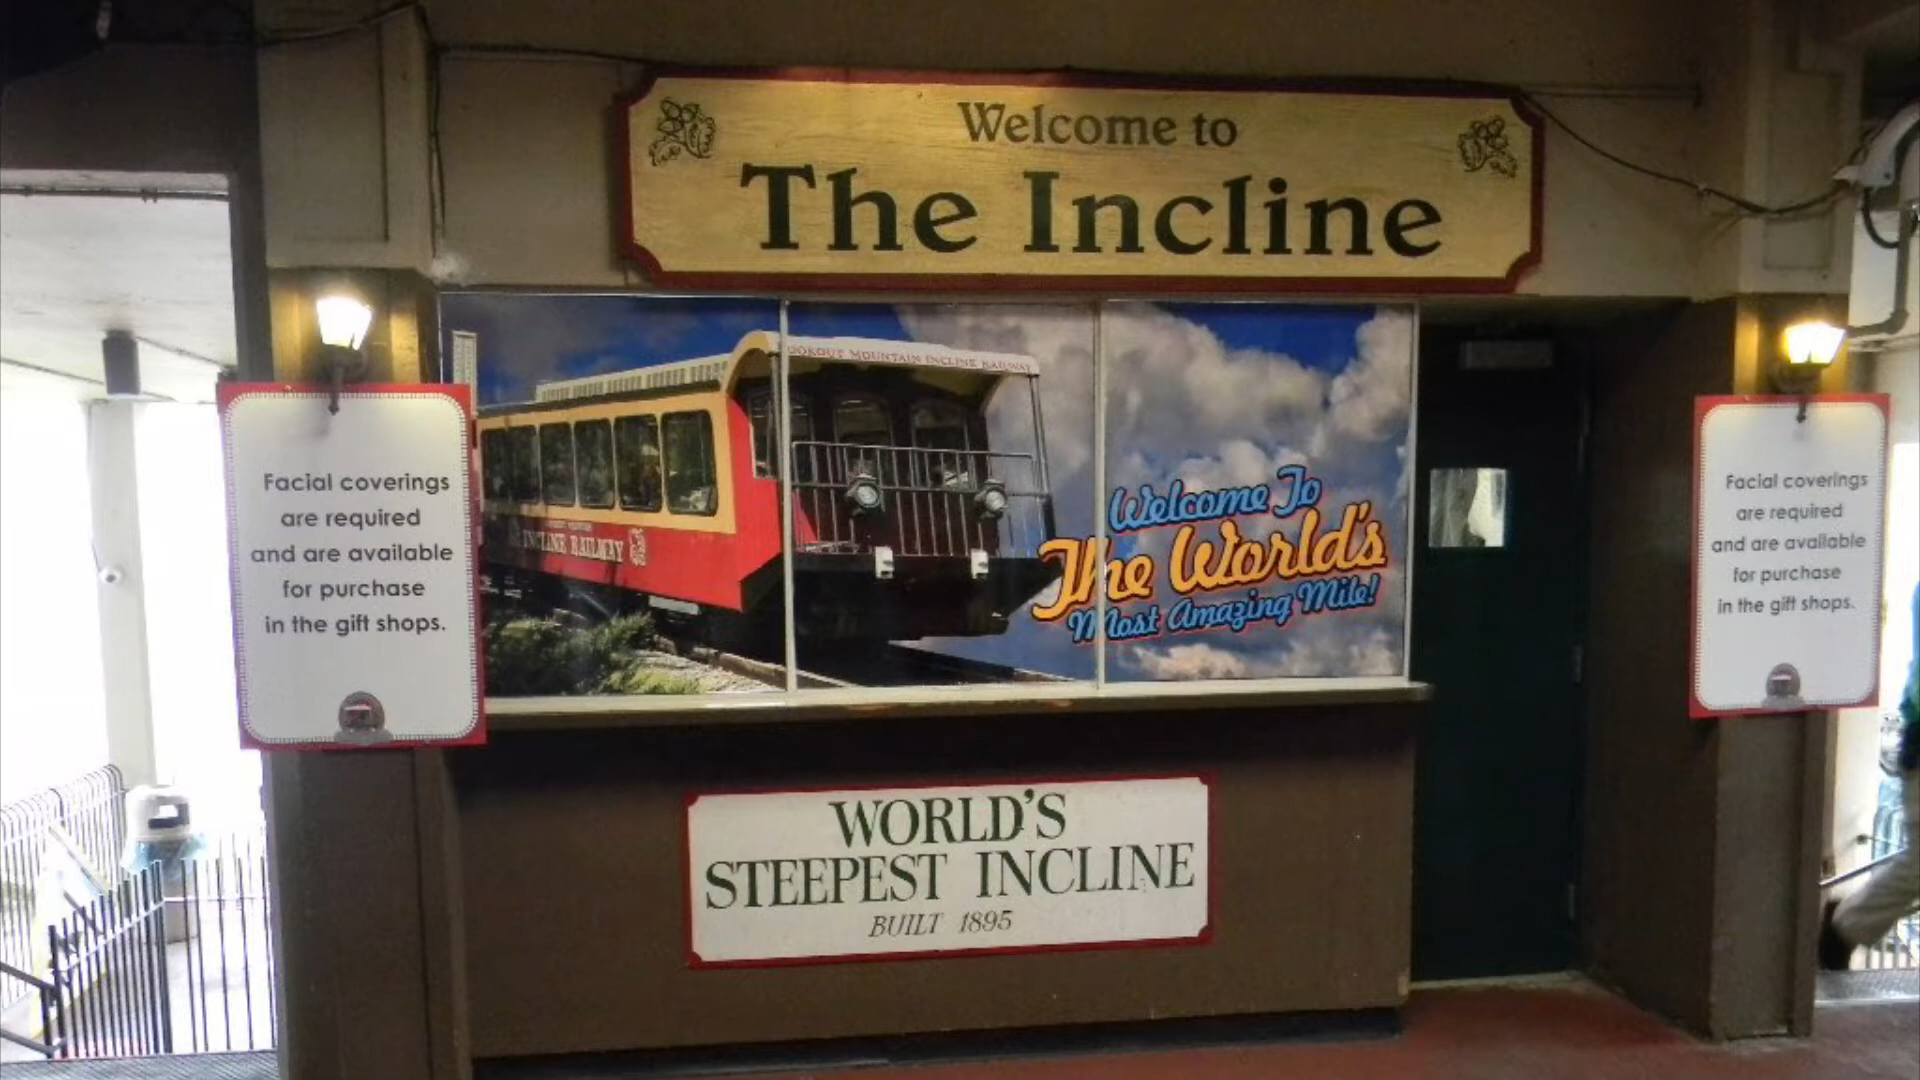 Welcome to
The Incline
OOKOUT MOUNTAIN INCLINE RAILWAY
INCLINE RAILWAY
Welcome To
The World's
Most Amazing Mile!
Facial coverings
are required
and are available
for purchase
in the gift shops.
Facial coverings
are required
and are available
for purchase
in the gift shops.
WORLD'S
STEEPEST INCLINE
BUILT 1895